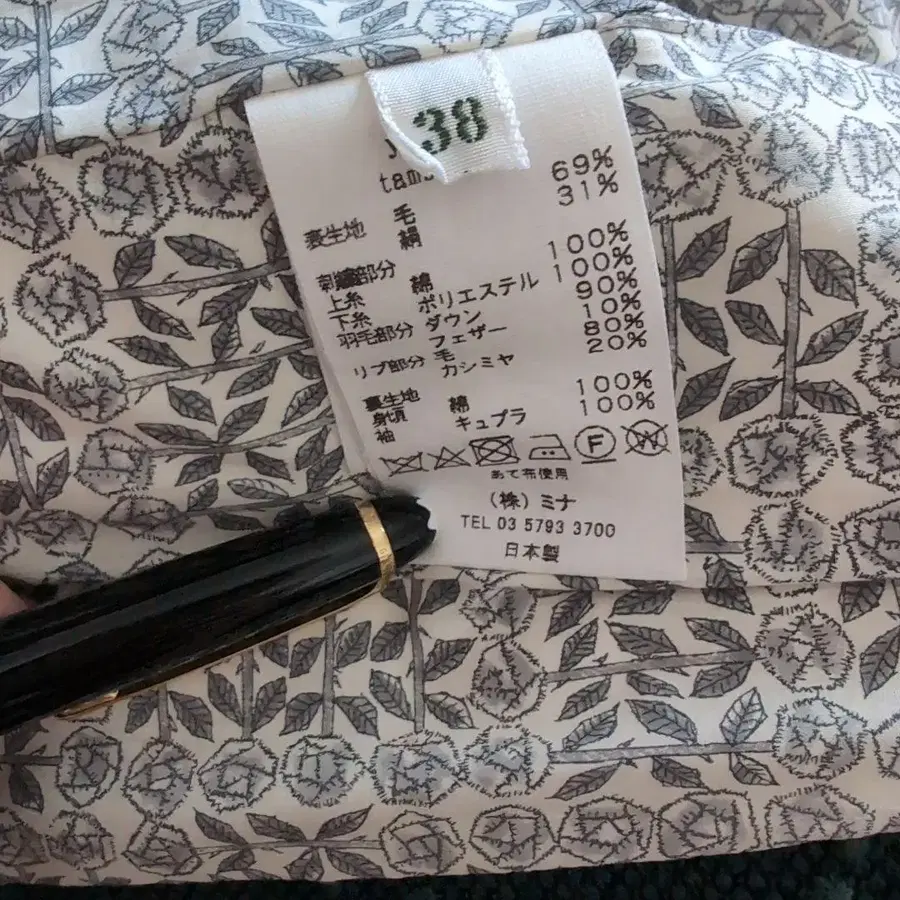 38
69%
31%
表生地 毛
絹
刺繍部分 100%
上糸 綿 100%
下糸 ポリエステル 90%
羽毛部分 ダウン 10%
フェザー 80%
リブ部分 毛 20%
カシミヤ
裏生地 100%
身頃 綿 100%
袖 キュプラ
F W
あて布使用
(株)ミナ
TEL 03 5793 3700
日本製